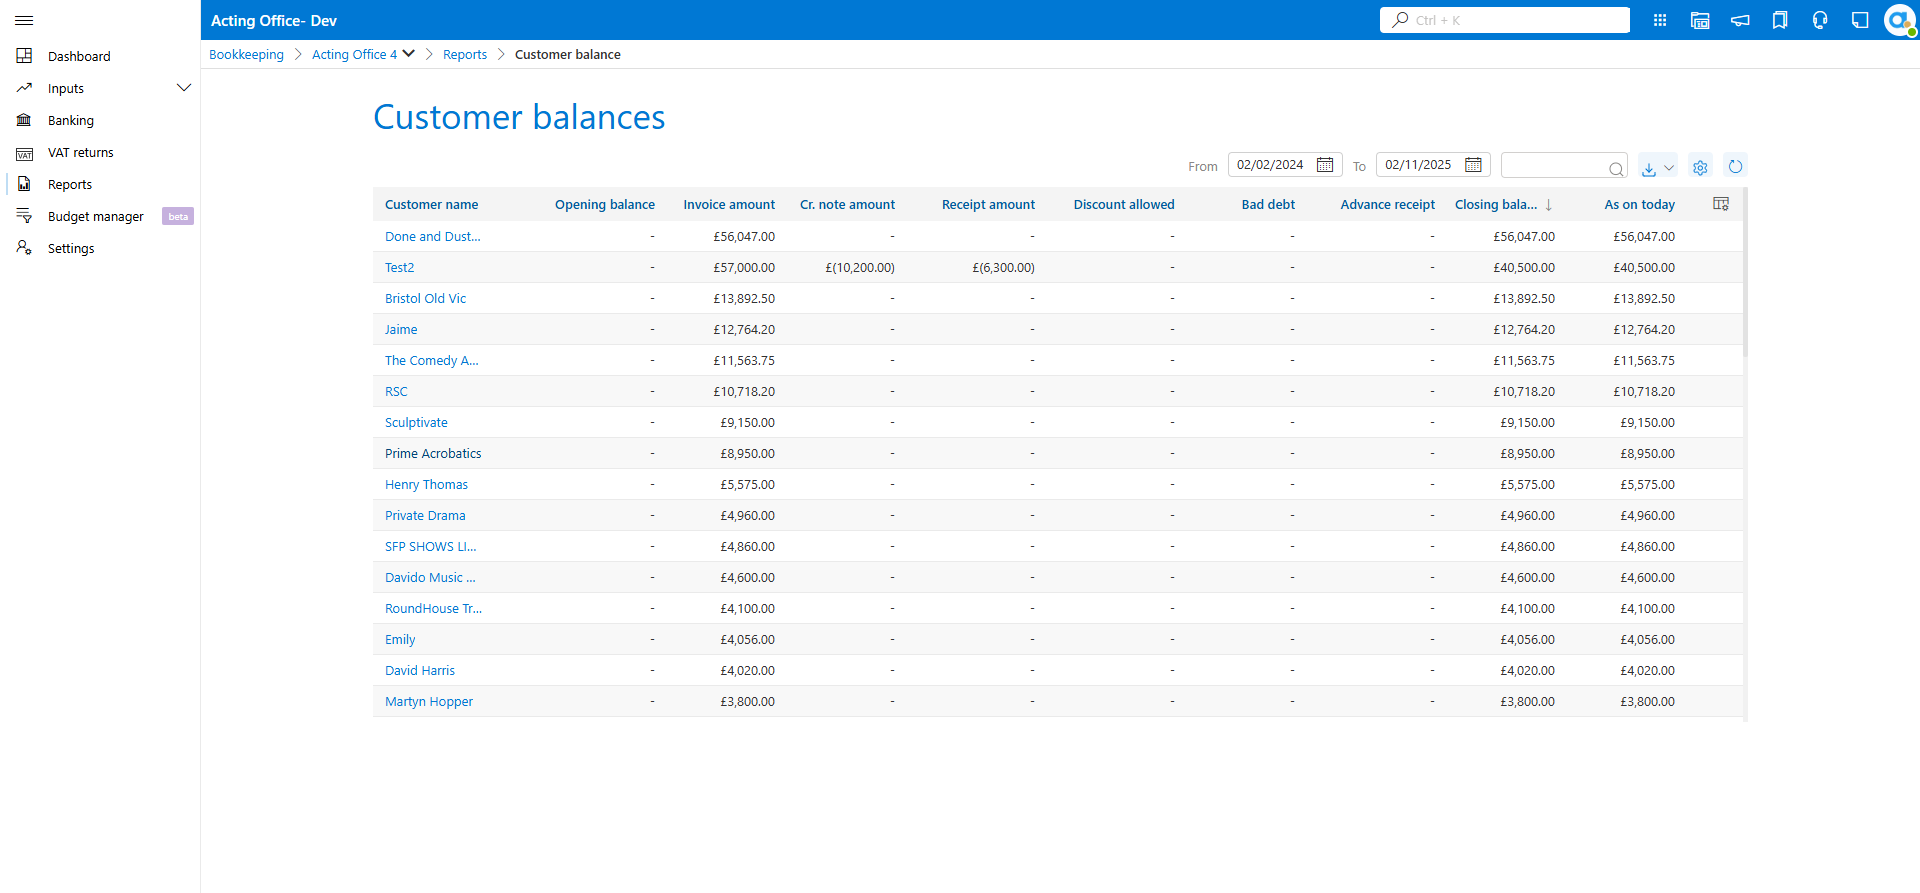 Acting Office- Dev
Ctrl + K
Bookkeeping > Acting Office 4 > Reports > Customer balance
Dashboard
Inputs
Banking
VAT returns
Reports
Budget manager beta
Settings
Customer balances
From 02/02/2024 To 02/11/2025
Customer name Opening balance Invoice amount Cr. note amount Receipt amount Discount allowed Bad debt Advance receipt Closing bala... ↓ As on today
Done and Dust... - £56,047.00 - - - - - £56,047.00 £56,047.00
Test2 - £57,000.00 £(10,200.00) £(6,300.00) - - - £40,500.00 £40,500.00
Bristol Old Vic - £13,892.50 - - - - - £13,892.50 £13,892.50
Jaime - £12,764.20 - - - - - £12,764.20 £12,764.20
The Comedy A... - £11,563.75 - - - - - £11,563.75 £11,563.75
RSC - £10,718.20 - - - - - £10,718.20 £10,718.20
Sculptivate - £9,150.00 - - - - - £9,150.00 £9,150.00
Prime Acrobatics - £8,950.00 - - - - - £8,950.00 £8,950.00
Henry Thomas - £5,575.00 - - - - - £5,575.00 £5,575.00
Private Drama - £4,960.00 - - - - - £4,960.00 £4,960.00
SFP SHOWS LI... - £4,860.00 - - - - - £4,860.00 £4,860.00
Davido Music ... - £4,600.00 - - - - - £4,600.00 £4,600.00
RoundHouse Tr... - £4,100.00 - - - - - £4,100.00 £4,100.00
Emily - £4,056.00 - - - - - £4,056.00 £4,056.00
David Harris - £4,020.00 - - - - - £4,020.00 £4,020.00
Martyn Hopper - £3,800.00 - - - - - £3,800.00 £3,800.00